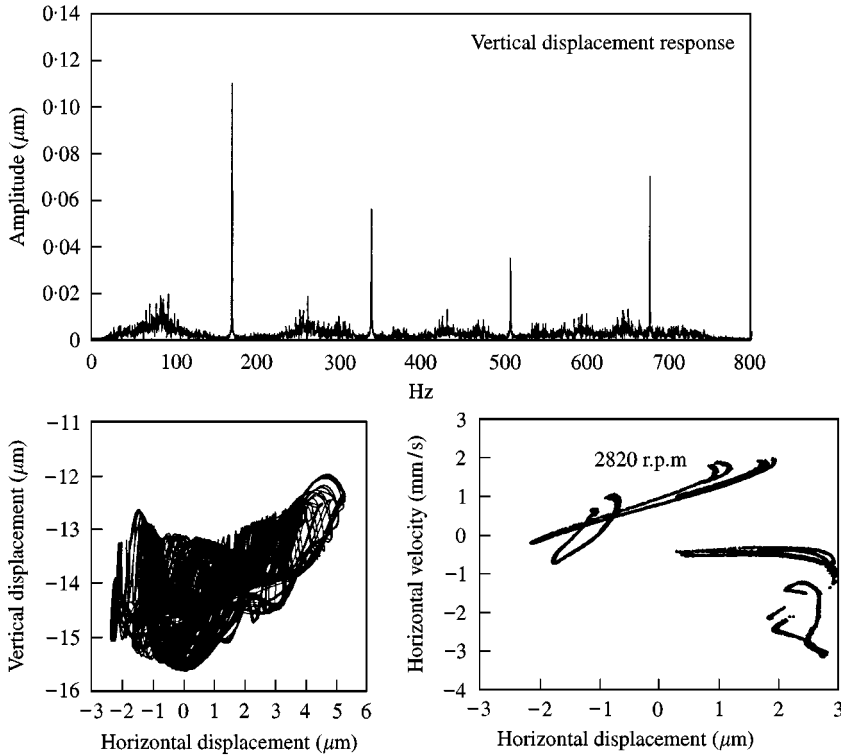 0·14
Vertical displacement response
0·12
0·10
0·08
0·06
0·04
0·02
0
Amplitude (μm)
0 100 200 300 400 500 600 700 800
Hz
−11
−12
−13
−14
−15
−16
Vertical displacement (μm)
−3 −2 −1 0 1 2 3 4 5 6
Horizontal displacement (μm)
3
2
1
0
−1
−2
−3
−4
Horizontal velocity (mm/s)
2820 r.p.m
−3 −2 −1 0 1 2 3
Horizontal displacement (μm)